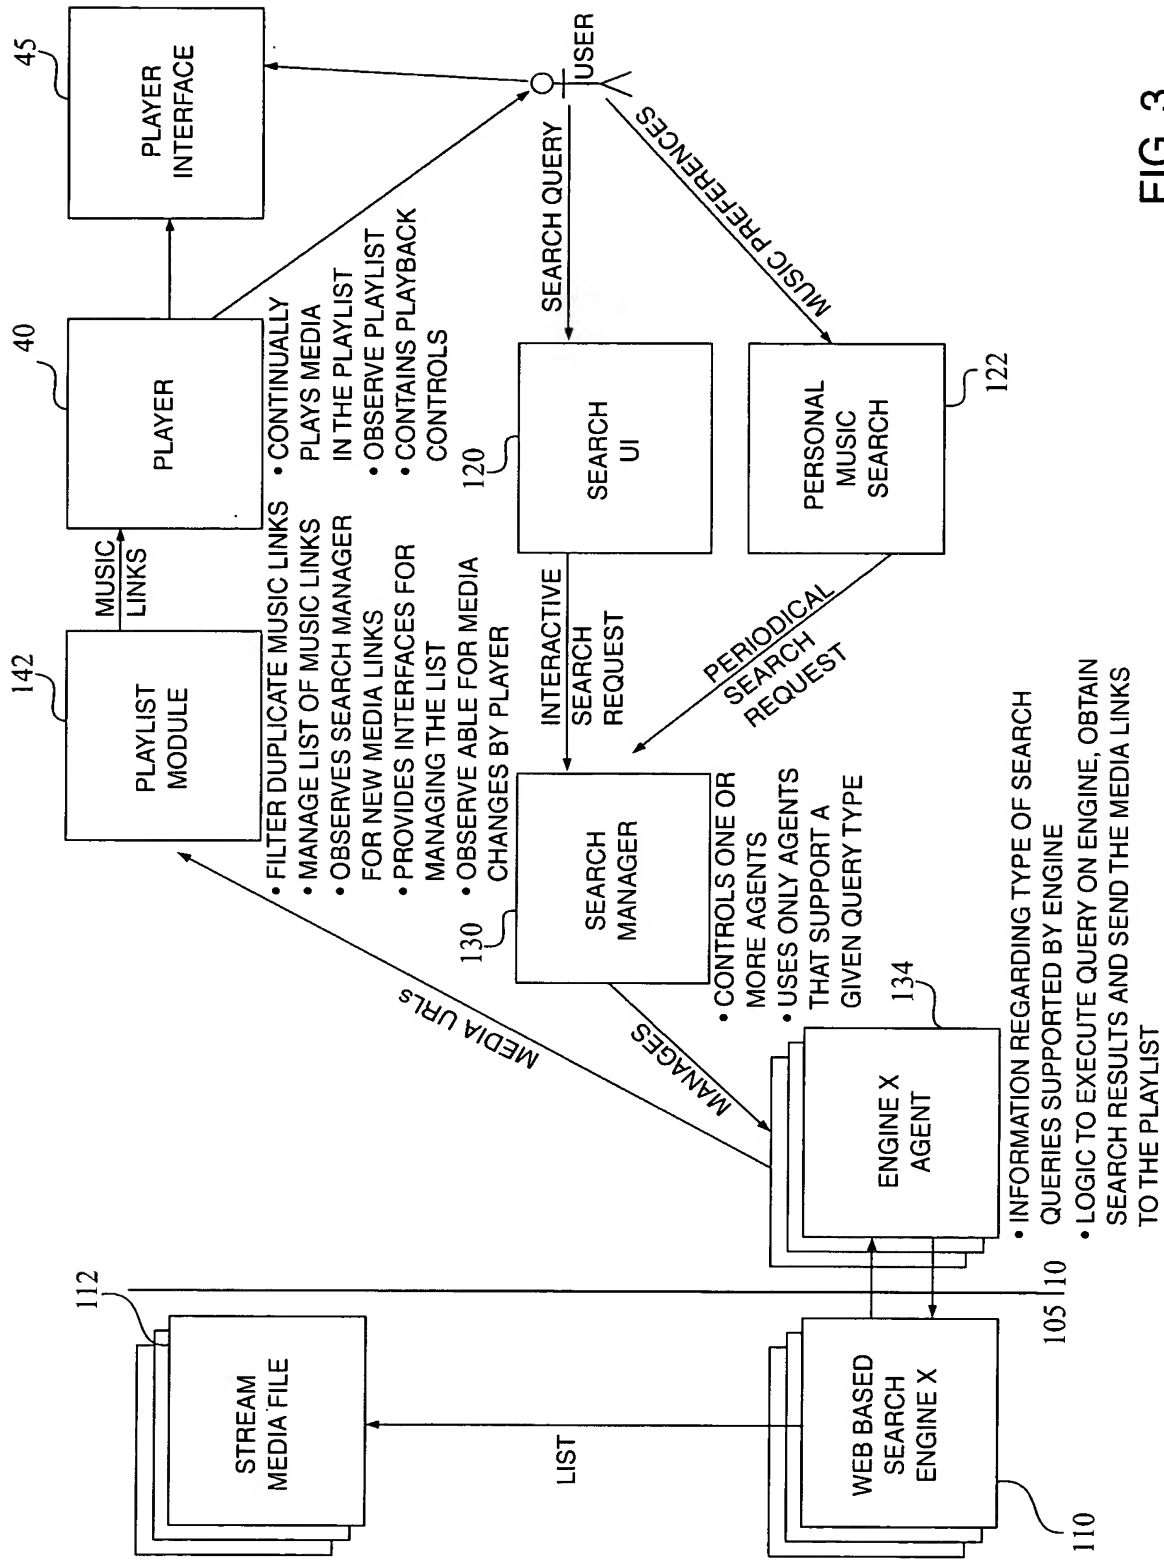 112
STREAM
MEDIA FILE
LIST
WEB BASED
SEARCH
ENGINE X
110
105
10
142
PLAYLIST
MODULE
MUSIC
LINKS
• FILTER DUPLICATE MUSIC LINKS
• MANAGE LIST OF MUSIC LINKS
• OBSERVES SEARCH MANAGER
FOR NEW MEDIA LINKS
• PROVIDES INTERFACES FOR
MANAGING THE LIST
• OBSERVE ABLE FOR MEDIA
CHANGES BY PLAYER
MEDIA URLs
40
PLAYER
• CONTINUALLY
PLAYS MEDIA
IN THE PLAYLIST
• OBSERVE PLAYLIST
• CONTAINS PLAYBACK
CONTROLS
45
PLAYER
INTERFACE
USER
SEARCH QUERY
MUSIC PREFERENCES
120
SEARCH
UI
PERSONAL
MUSIC
SEARCH
122
INTERACTIVE
SEARCH
REQUEST
PERIODICAL
SEARCH
REQUEST
130
SEARCH
MANAGER
• CONTROLS ONE OR
MORE AGENTS
• USES ONLY AGENTS
THAT SUPPORT A
GIVEN QUERY TYPE
MANAGES
134
ENGINE X
AGENT
• INFORMATION REGARDING TYPE OF SEARCH
QUERIES SUPPORTED BY ENGINE
• LOGIC TO EXECUTE QUERY ON ENGINE, OBTAIN
SEARCH RESULTS AND SEND THE MEDIA LINKS
TO THE PLAYLIST
FIG. 3